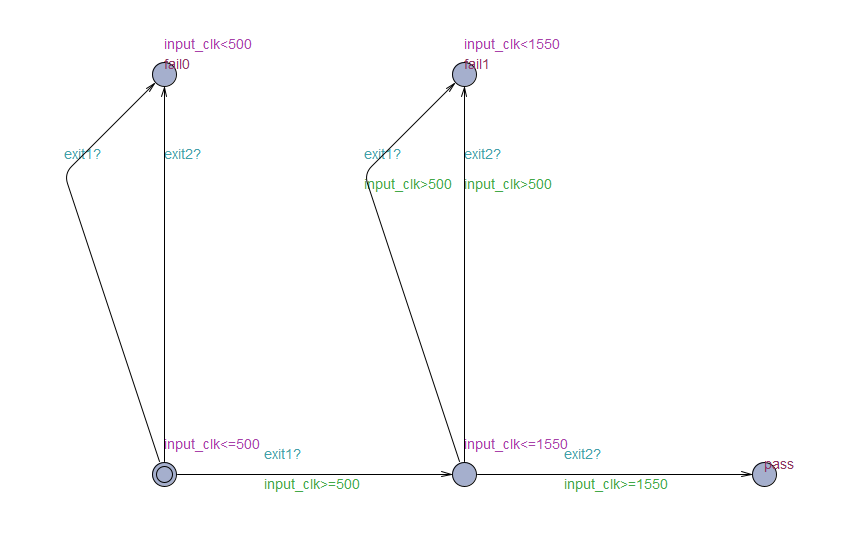 input_clk<500
fail0
input_clk<1550
fail1
exit1?
exit2?
exit1?
exit2?
input_clk>500
input_clk>500
input_clk<=500
exit1?
input_clk>=500
input_clk<=1550
exit2?
input_clk>=1550
pass